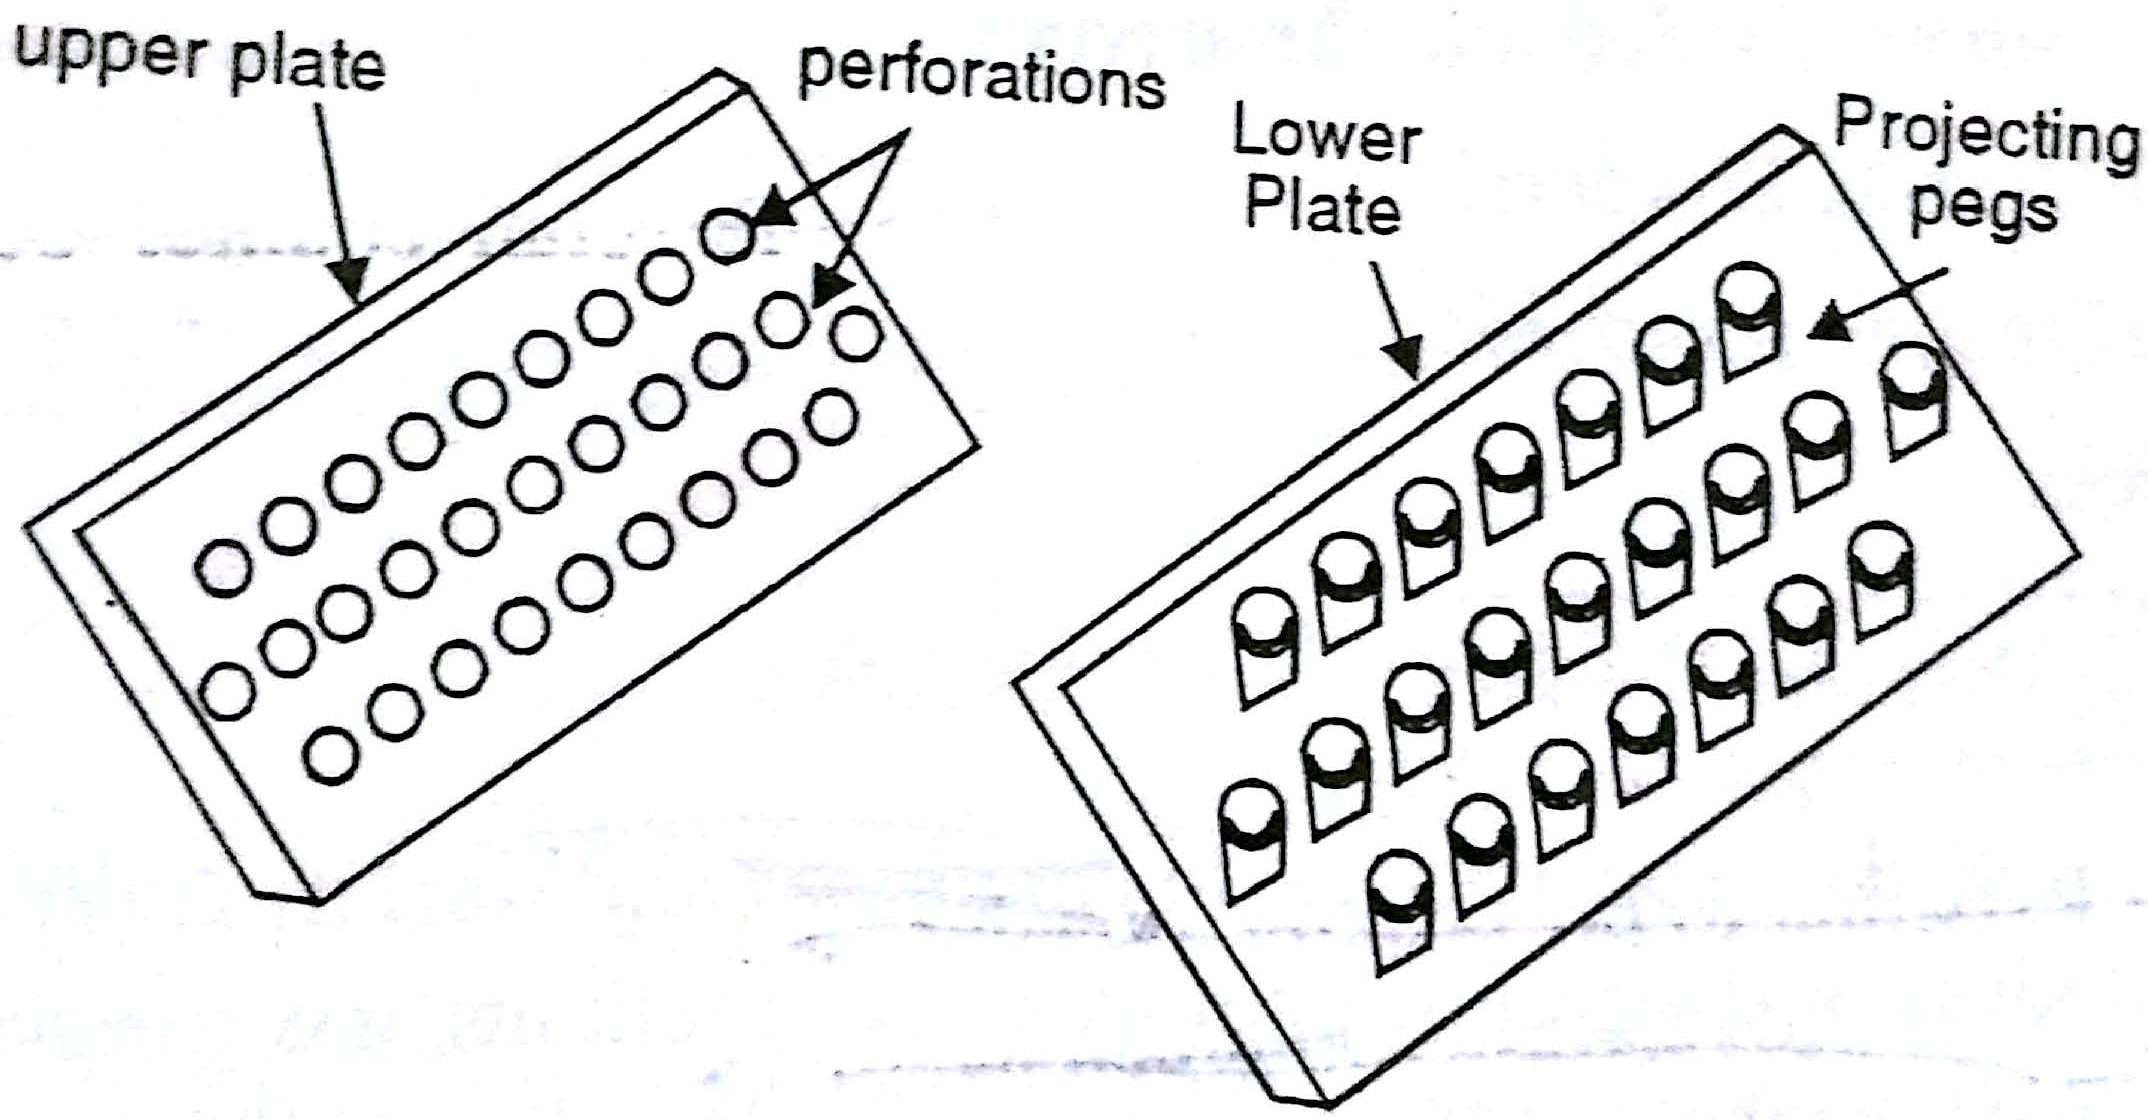 upper plate
perforations
Lower
Plate
Projecting
pegs